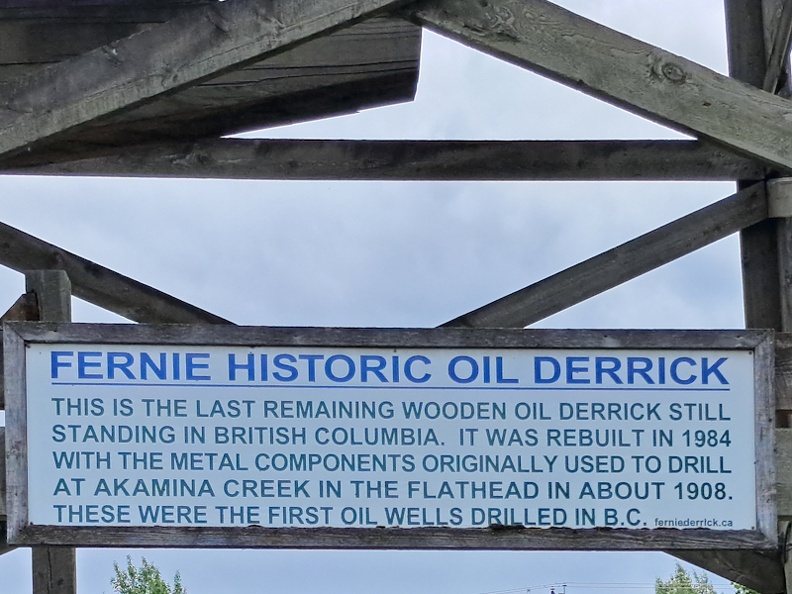 FERNIE HISTORIC OIL DERRICK
THIS IS THE LAST REMAINING WOODEN OIL DERRICK STILL
STANDING IN BRITISH COLUMBIA. IT WAS REBUILT IN 1984
WITH THE METAL COMPONENTS ORIGINALLY USED TO DRILL
AT AKAMINA CREEK IN THE FLATHEAD IN ABOUT 1908.
THESE WERE THE FIRST OIL WELLS DRILLED IN B.C. ferniederrick.ca